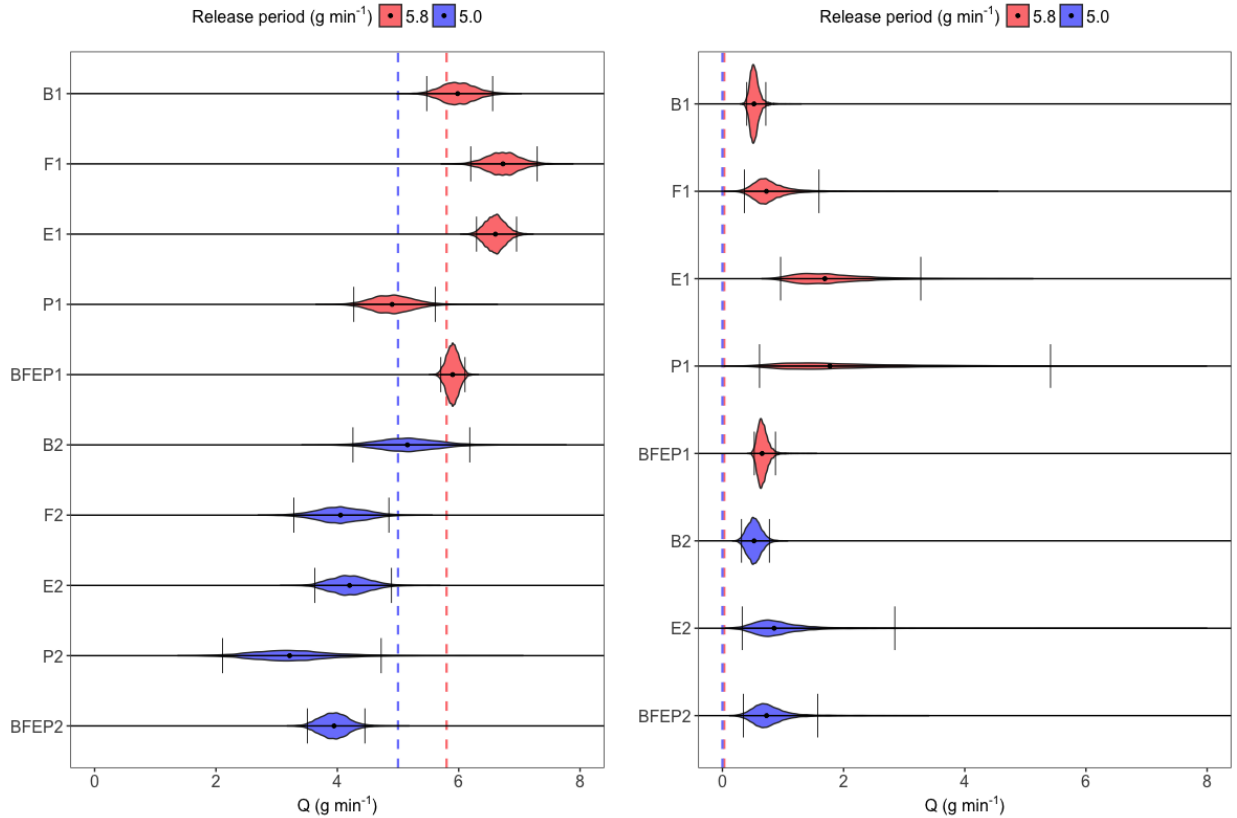 Release period (g min⁻¹) 5.8 5.0
B1
F1
E1
P1
BFEP1
B2
F2
E2
P2
BFEP2
0 2 4 6 8
Q (g min⁻¹)
Release period (g min⁻¹) 5.8 5.0
B1
F1
E1
P1
BFEP1
B2
E2
BFEP2
0 2 4 6 8
Q (g min⁻¹)